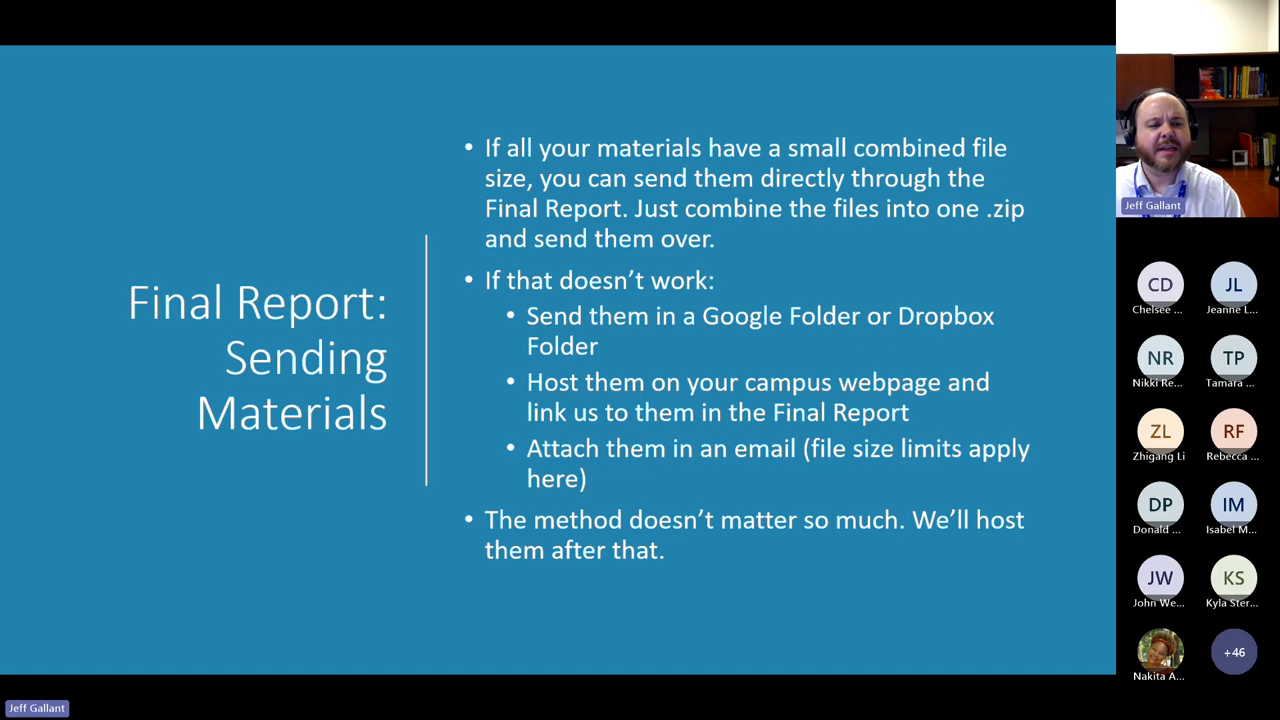 Final Report:
Sending
Materials
• If all your materials have a small combined file
size, you can send them directly through the
Final Report. Just combine the files into one .zip
and send them over.
• If that doesn’t work:
• Send them in a Google Folder or Dropbox
Folder
• Host them on your campus webpage and
link us to them in the Final Report
• Attach them in an email (file size limits apply
here)
• The method doesn’t matter so much. We’ll host
them after that.
Jeff Gallant
CD
Chelsee ...
JL
Jeanne L...
NR
Nikki Re...
TP
Tamara ...
ZL
Zhigang Li
RF
Rebecca ...
DP
Donald ...
IM
Isabel M...
JW
John We...
KS
Kyla Ster...
Nakita A...
+46
Jeff Gallant